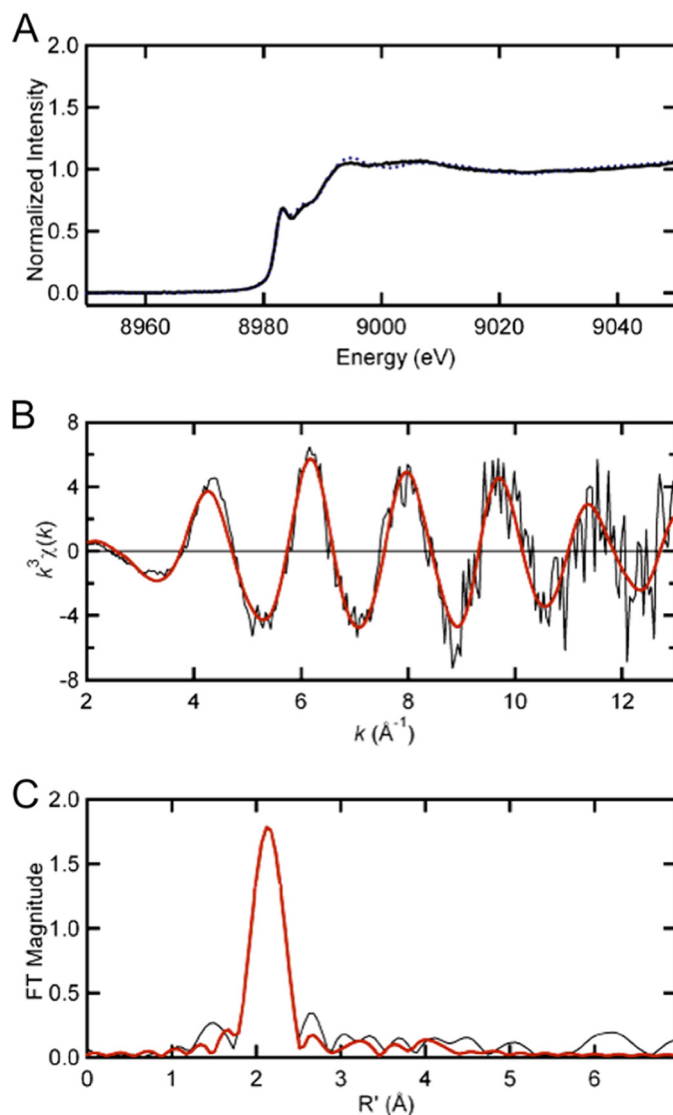 A
2.0
1.5
1.0
0.5
0.0
Normalized Intensity
8960 8980 9000 9020 9040
Energy (eV)
B
8
4
0
-4
-8
k³χ(k)
2 4 6 8 10 12
k (Å⁻¹)
C
2.0
1.5
1.0
0.5
0.0
FT Magnitude
0 1 2 3 4 5 6
R' (Å)